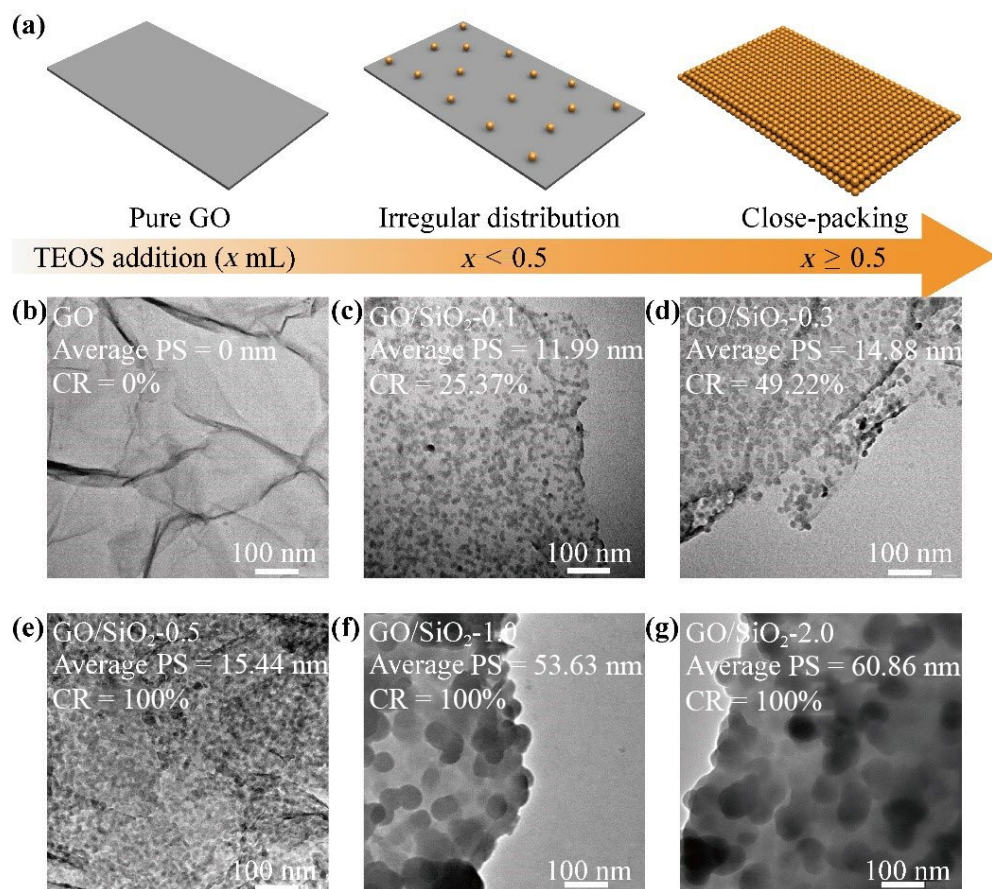 (a)
Pure GO
Irregular distribution
Close-packing
TEOS addition (x mL)
x < 0.5
x ≥ 0.5
(b)
GO
Average PS = 0 nm
CR = 0%
100 nm
(c)
GO/SiO₂-0.1
Average PS = 11.99 nm
CR = 25.37%
100 nm
(d)
GO/SiO₂-0.3
Average PS = 14.88 nm
CR = 49.22%
100 nm
(e)
GO/SiO₂-0.5
Average PS = 15.44 nm
CR = 100%
100 nm
(f)
GO/SiO₂-1.0
Average PS = 53.63 nm
CR = 100%
100 nm
(g)
GO/SiO₂-2.0
Average PS = 60.86 nm
CR = 100%
100 nm